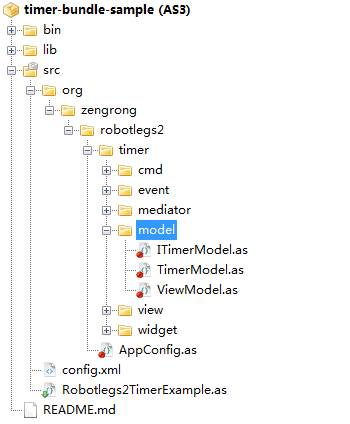 timer-bundle-sample (AS3)
bin
lib
src
org
zengrong
robotlegs2
timer
cmd
event
mediator
model
ITimerModel.as
TimerModel.as
ViewModel.as
view
widget
AppConfig.as
config.xml
Robotlegs2TimerExample.as
README.md